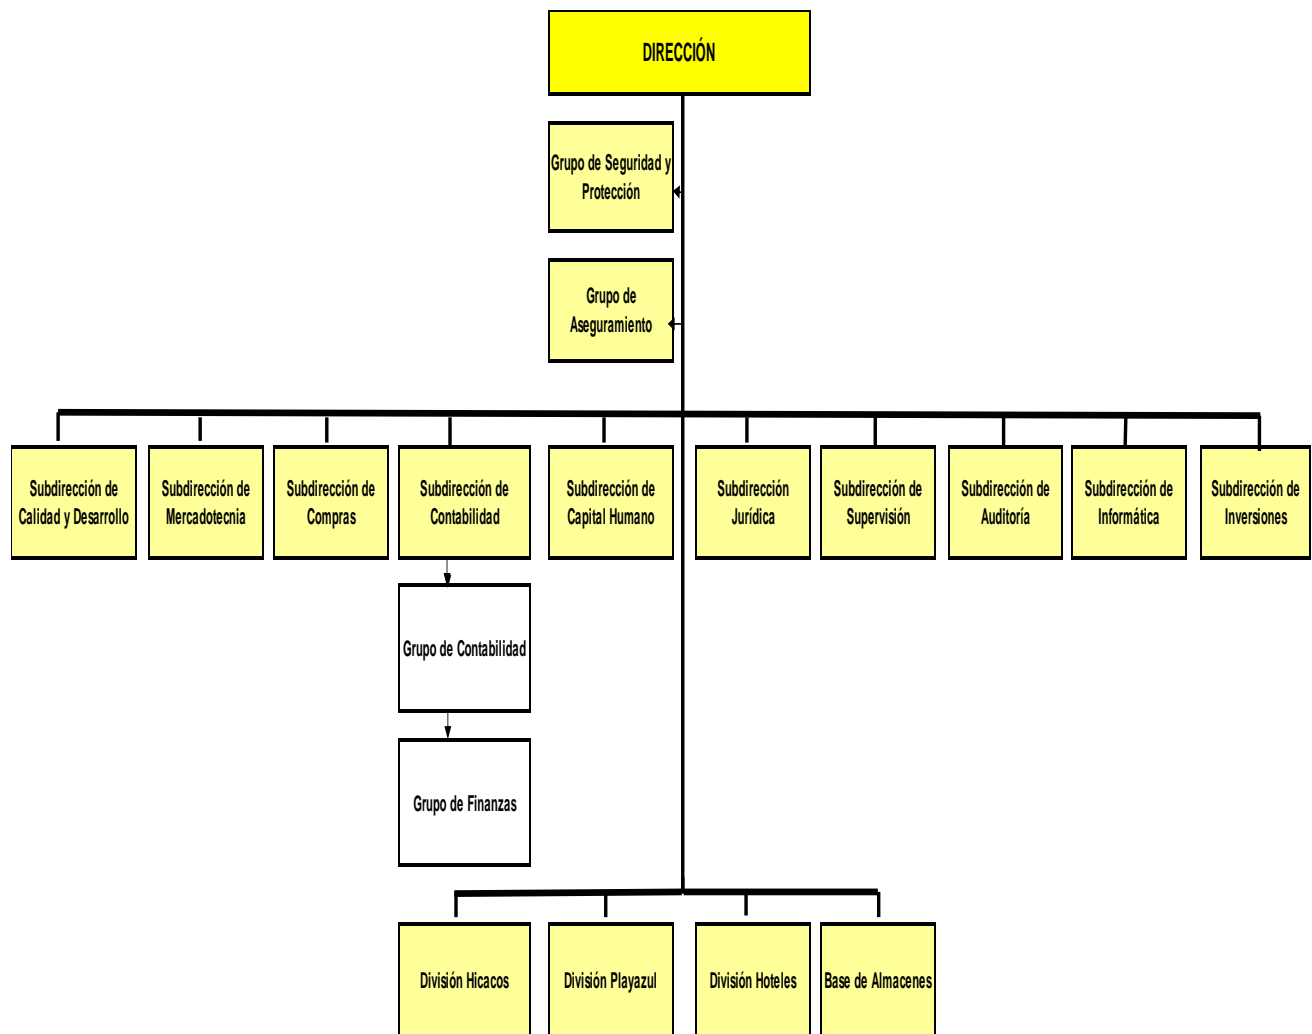 DIRECCIÓN
Grupo de Seguridad y
Protección
Grupo de
Aseguramiento
Subdirección de
Calidad y Desarrollo
Subdirección de
Mercadotecnia
Subdirección de
Compras
Subdirección de
Contabilidad
Subdirección de
Capital Humano
Subdirección
Jurídica
Subdirección de
Supervisión
Subdirección de
Auditoría
Subdirección de
Informática
Subdirección de
Inversiones
Grupo de Contabilidad
Grupo de Finanzas
División Hicacos
División Playazul
División Hoteles
Base de Almacenes